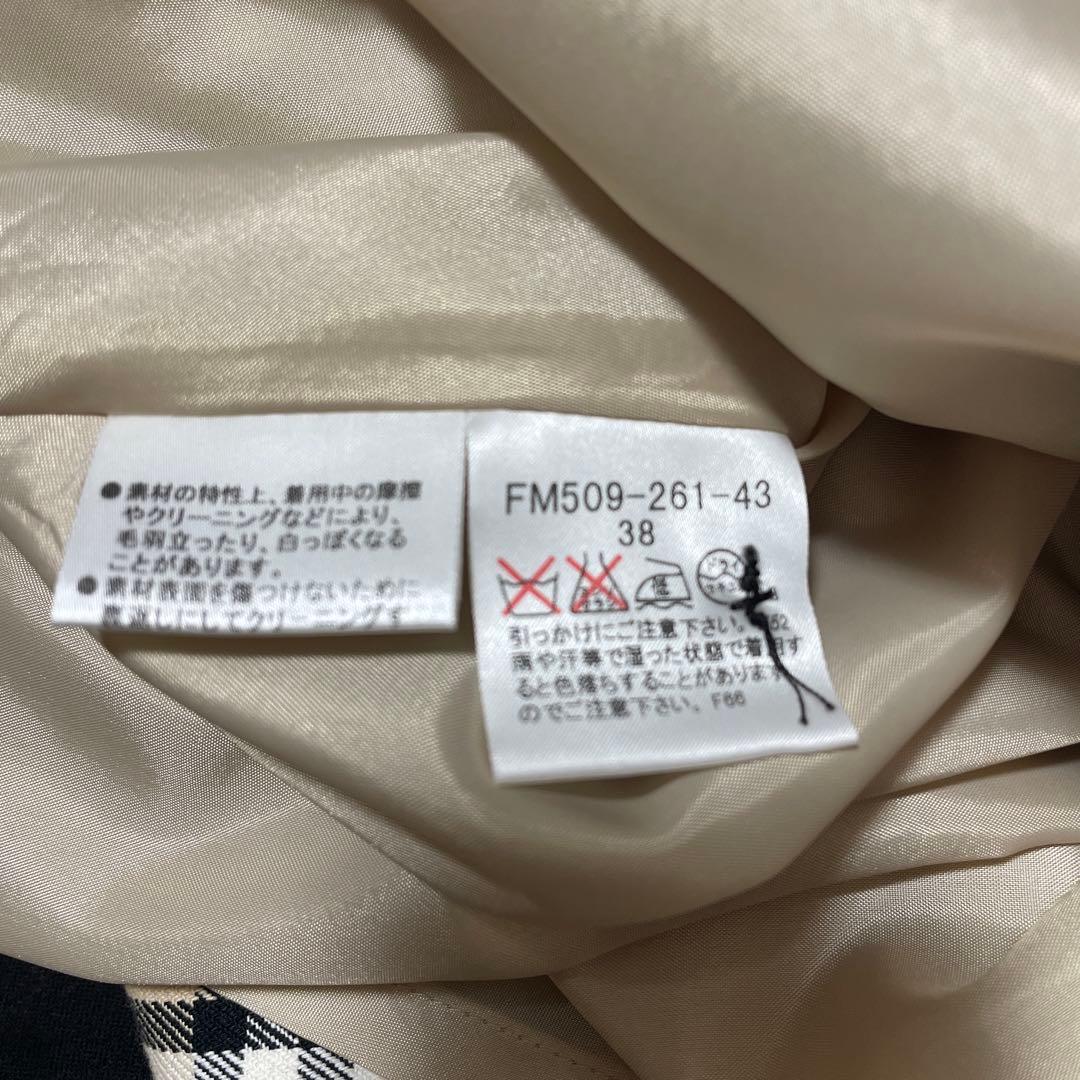 ● 素材の特性上、着用中の摩擦
やクリーニングなどにより、
毛羽立ったり、白っぽくなる
ことがあります。
● 素材表面を傷つけないために
裏返しにしてクリーニングす
FM509-261-43
38
引っかけにご注意下さい。
雨や汗等で湿った状態で着用す
ると色落ちすることがあります
のでご注意下さい。F66